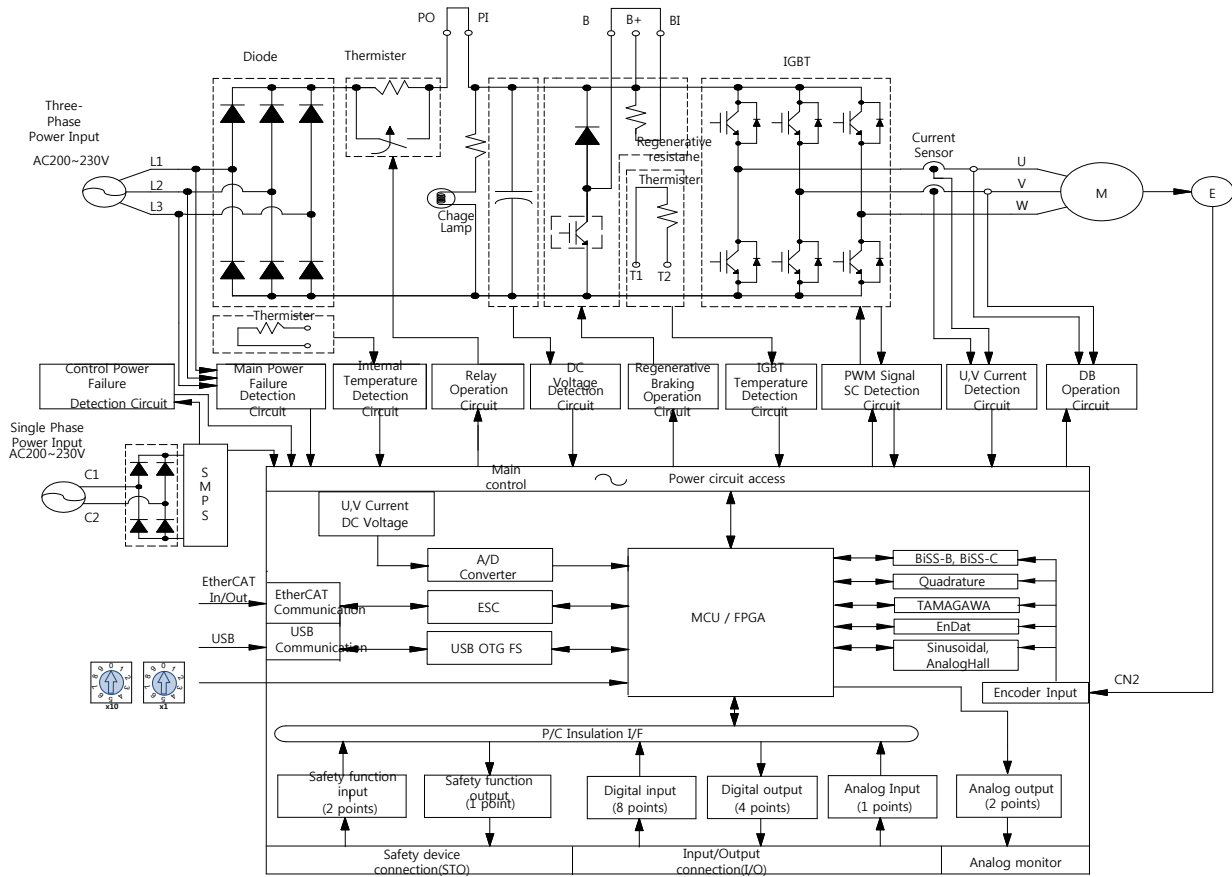 PO
PI
B
B+
BI
Diode
Thermister
IGBT
Three-
Phase
Power Input
AC200~230V
L1
L2
L3
Chage
Lamp
Regenerative
resistane
Thermister
T1
T2
Current
Sensor
U
V
W
M
E
Thermister
Control Power
Failure
Detection Circuit
Main Power
Failure
Detection
Circuit
Internal
Temperature
Detection
Circuit
Relay
Operation
Circuit
DC
Voltage
Detection
Circuit
Regenerative
Braking
Operation
Circuit
IGBT
Temperature
Detection
Circuit
PWM Signal
SC Detection
Circuit
U,V Current
Detection
Circuit
DB
Operation
Circuit
Single Phase
Power Input
AC200~230V
C1
C2
S
M
P
S
Main
control
Power circuit access
U,V Current
DC Voltage
A/D
Converter
MCU / FPGA
BiSS-B, BiSS-C
Quadrature
TAMAGAWA
EnDat
Sinusoidal,
AnalogHall
EtherCAT
In/Out
EtherCAT
Communication
ESC
USB
USB
Communication
USB OTG FS
x10
x1
Encoder Input
CN2
P/C Insulation I/F
Safety function
input
(2 points)
Safety function
output
(1 point)
Digital input
(8 points)
Digital output
(4 points)
Analog Input
(1 points)
Analog output
(2 points)
Safety device
connection(STO)
Input/Output
connection(I/O)
Analog monitor